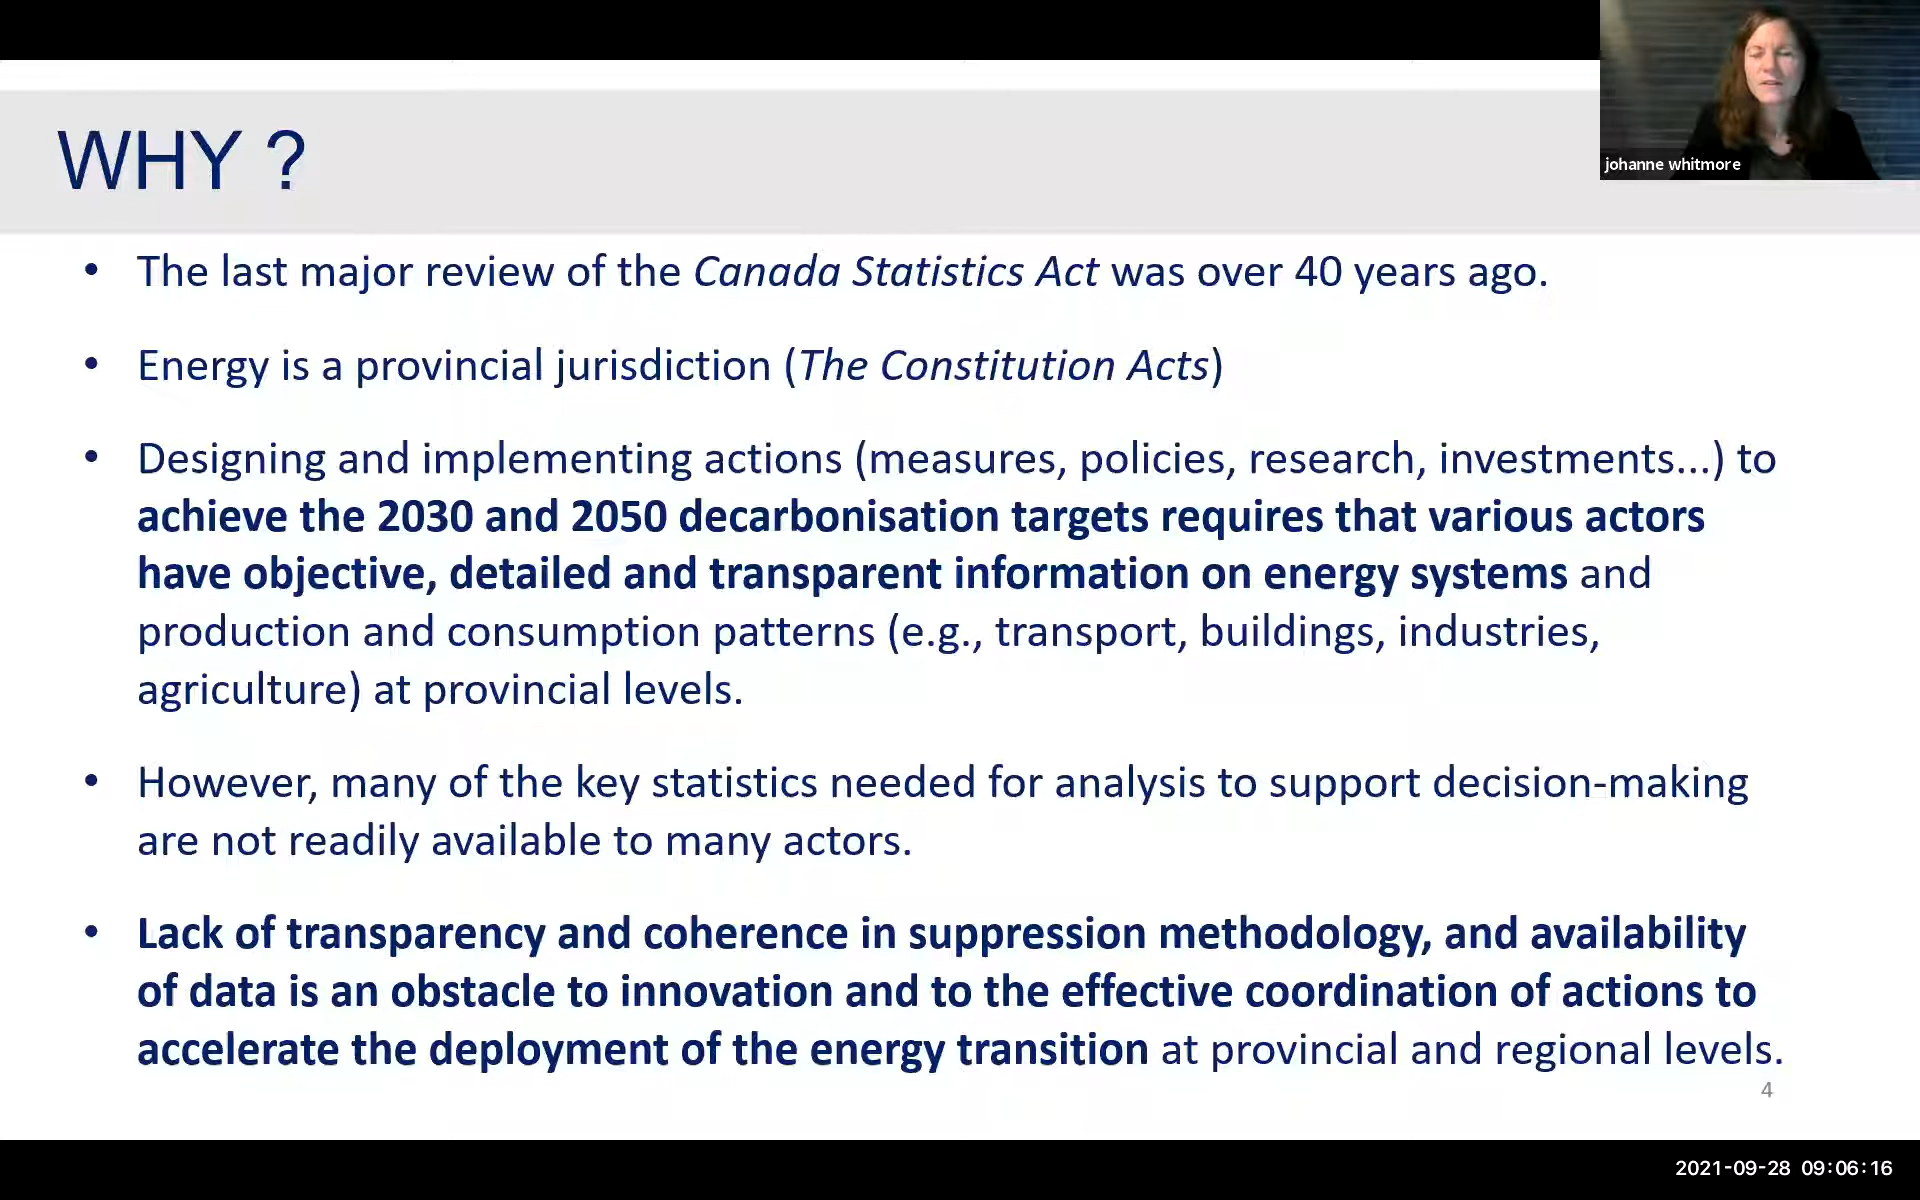 johanne whitmore
WHY ?
• The last major review of the Canada Statistics Act was over 40 years ago.
• Energy is a provincial jurisdiction (The Constitution Acts)
• Designing and implementing actions (measures, policies, research, investments...) to
achieve the 2030 and 2050 decarbonisation targets requires that various actors
have objective, detailed and transparent information on energy systems and
production and consumption patterns (e.g., transport, buildings, industries,
agriculture) at provincial levels.
• However, many of the key statistics needed for analysis to support decision-making
are not readily available to many actors.
• Lack of transparency and coherence in suppression methodology, and availability
of data is an obstacle to innovation and to the effective coordination of actions to
accelerate the deployment of the energy transition at provincial and regional levels.
4
2021-09-28 09:06:16